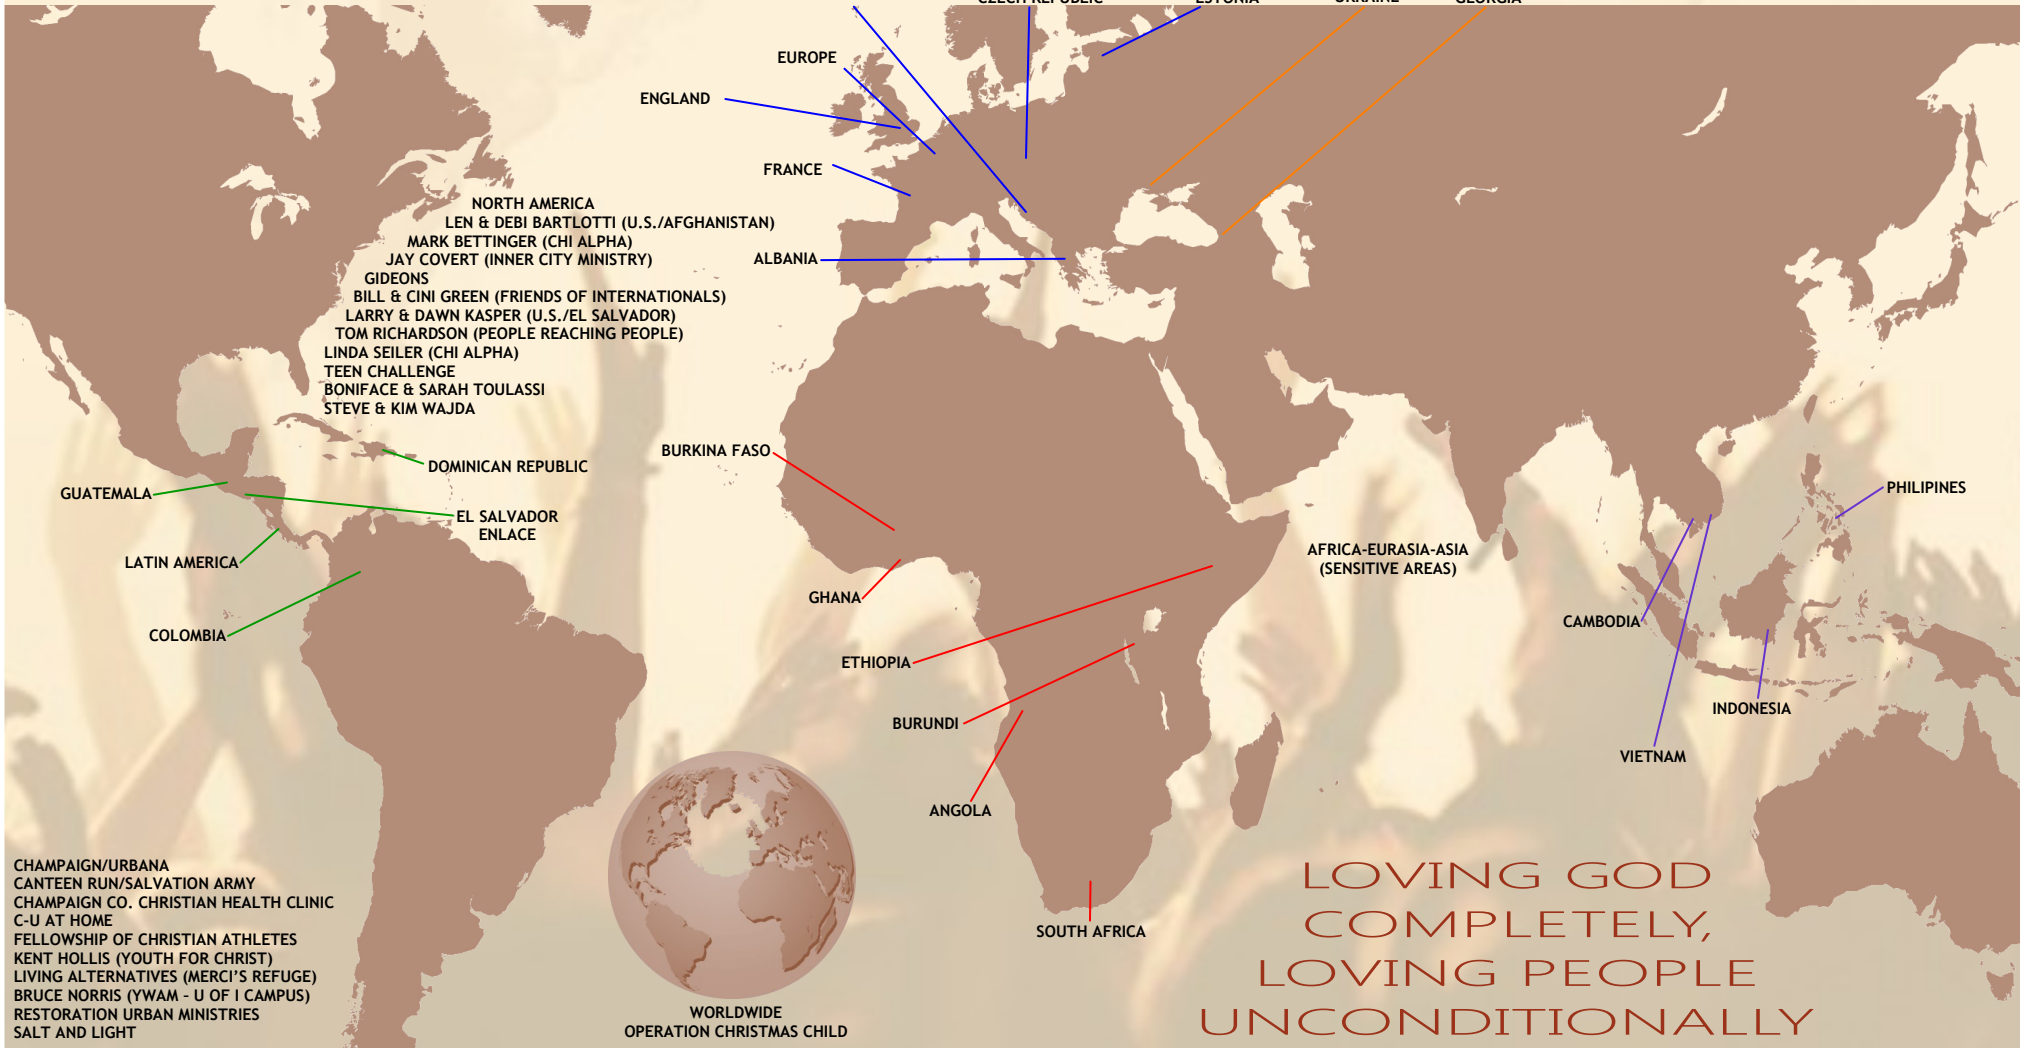 CZECH REPUBLIC
ESTONIA
UKRAINE
GEORGIA
EUROPE
ENGLAND
FRANCE
ALBANIA
NORTH AMERICA
LEN & DEBI BARTLOTTI (U.S./AFGHANISTAN)
MARK BETTINGER (CHI ALPHA)
JAY COVERT (INNER CITY MINISTRY)
GIDEONS
BILL & CINI GREEN (FRIENDS OF INTERNATIONALS)
LARRY & DAWN KASPER (U.S./EL SALVADOR)
TOM RICHARDSON (PEOPLE REACHING PEOPLE)
LINDA SEILER (CHI ALPHA)
TEEN CHALLENGE
BONIFACE & SARAH TOULASSI
STEVE & KIM WAJDA
DOMINICAN REPUBLIC
GUATEMALA
EL SALVADOR
ENLACE
LATIN AMERICA
COLOMBIA
BURKINA FASO
GHANA
ETHIOPIA
BURUNDI
ANGOLA
SOUTH AFRICA
AFRICA-EURASIA-ASIA
(SENSITIVE AREAS)
PHILIPINES
CAMBODIA
INDONESIA
VIETNAM
CHAMPAIGN/URBANA
CANTEEN RUN/SALVATION ARMY
CHAMPAIGN CO. CHRISTIAN HEALTH CLINIC
C-U AT HOME
FELLOWSHIP OF CHRISTIAN ATHLETES
KENT HOLLIS (YOUTH FOR CHRIST)
LIVING ALTERNATIVES (MERCI'S REFUGE)
BRUCE NORRIS (YWAM - U OF I CAMPUS)
RESTORATION URBAN MINISTRIES
SALT AND LIGHT
WORLDWIDE
OPERATION CHRISTMAS CHILD
LOVING GOD
COMPLETELY,
LOVING PEOPLE
UNCONDITIONALLY